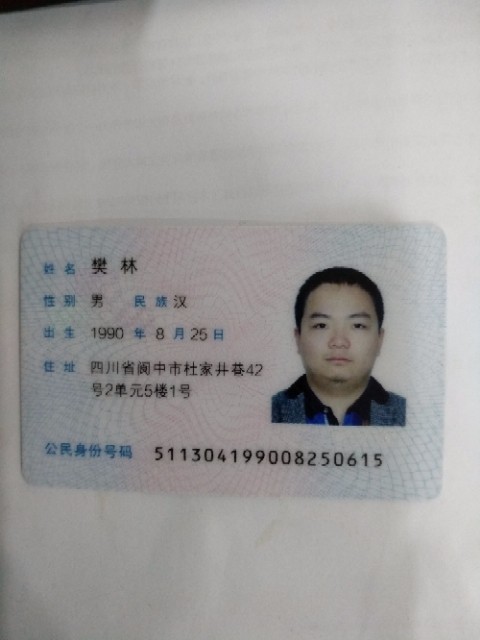 姓名 樊林
性别 男 民族 汉
出生 1990 年 8 月 25 日
住址 四川省阆中市杜家井巷42
号2单元5楼1号
公民身份号码 511304199008250615